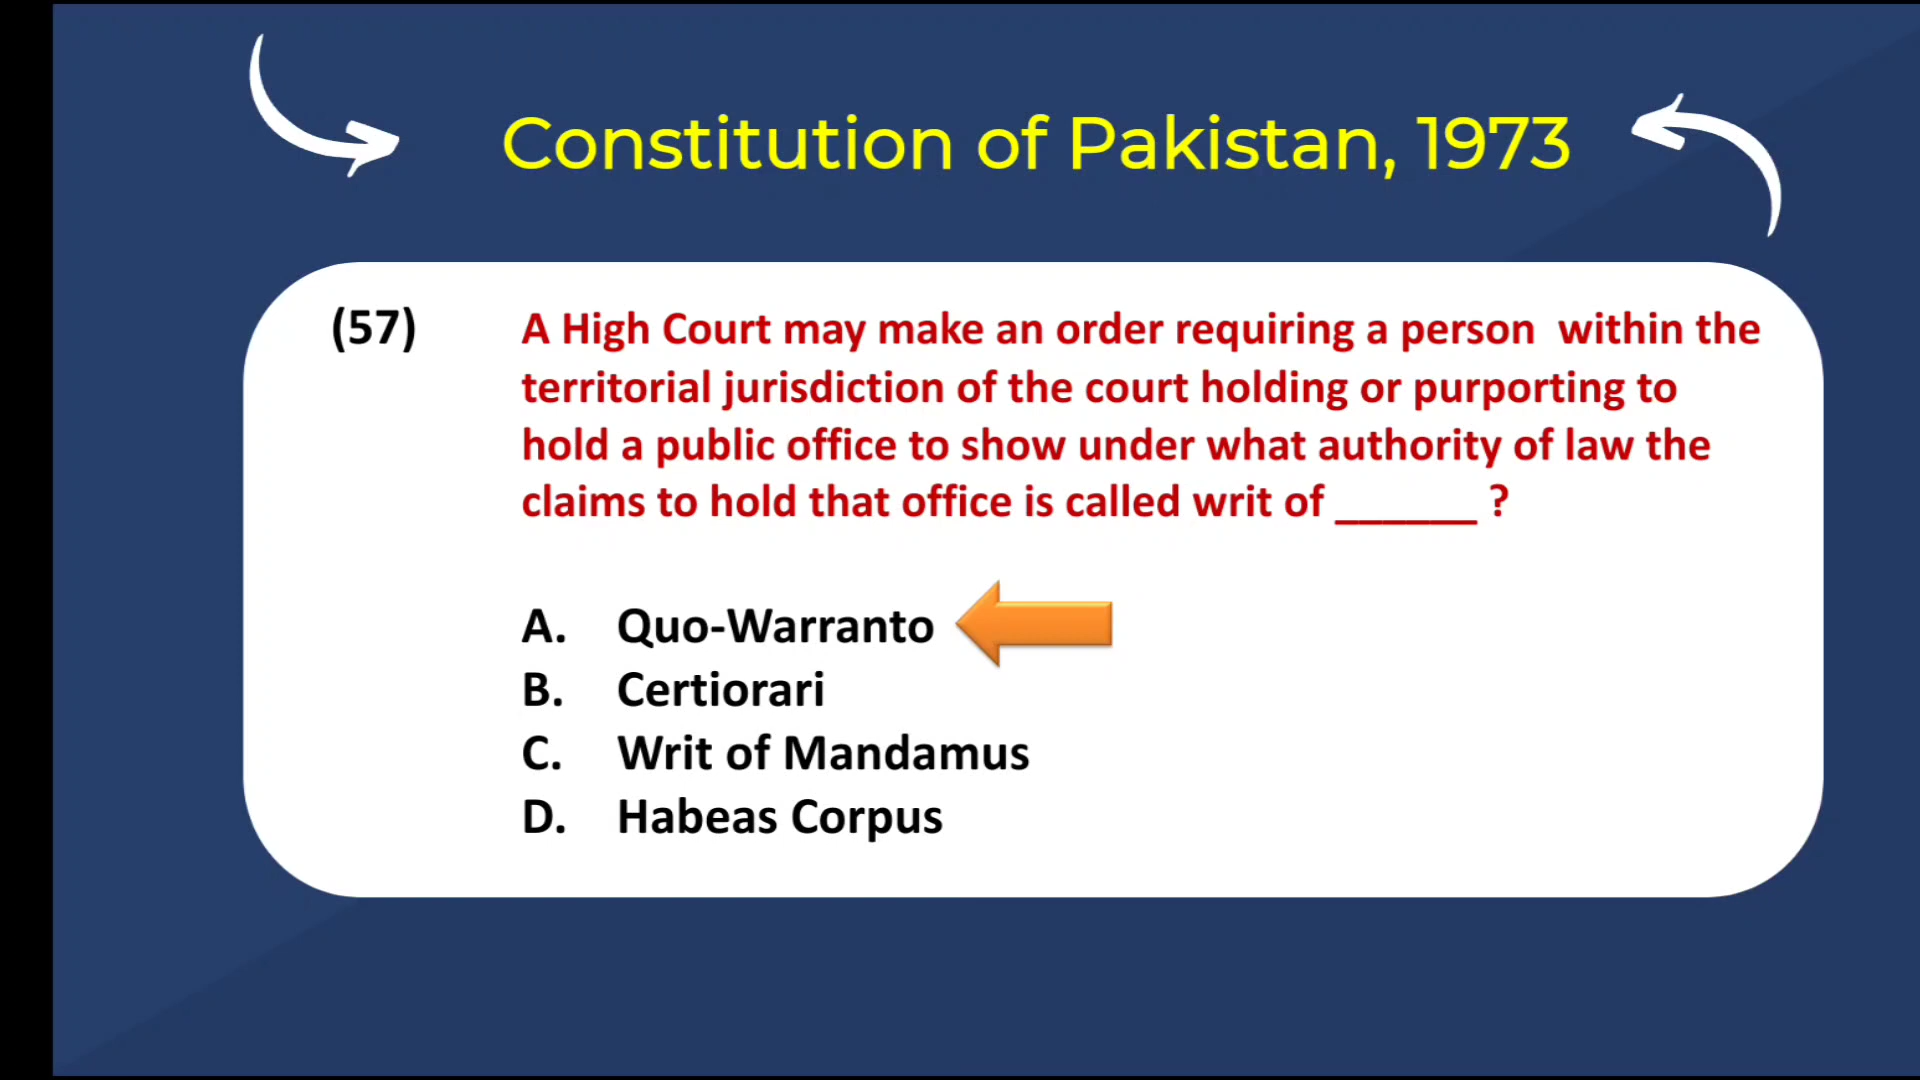 Constitution of Pakistan, 1973
(57) A High Court may make an order requiring a person within the
territorial jurisdiction of the court holding or purporting to
hold a public office to show under what authority of law the
claims to hold that office is called writ of ______ ?
A. Quo-Warranto
B. Certiorari
C. Writ of Mandamus
D. Habeas Corpus